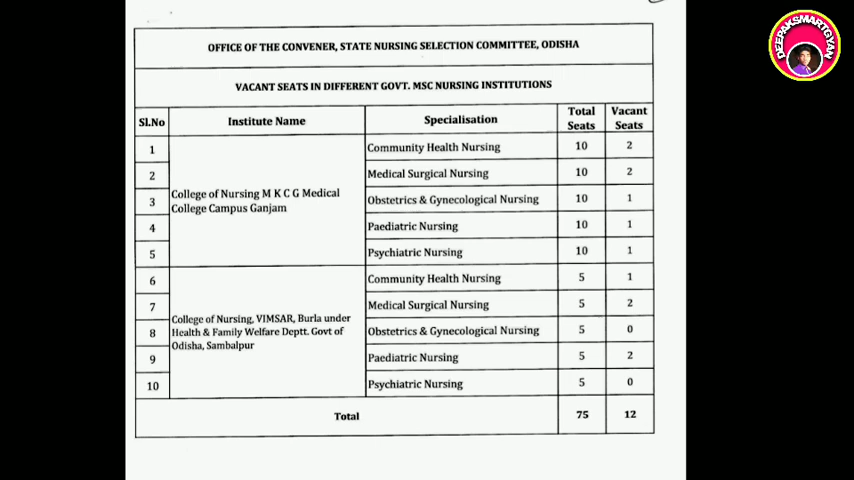 DEEPAKSMARTGYAN
OFFICE OF THE CONVENER, STATE NURSING SELECTION COMMITTEE, ODISHA
VACANT SEATS IN DIFFERENT GOVT. MSC NURSING INSTITUTIONS
Sl.No Institute Name Specialisation Total Seats Vacant Seats
1 College of Nursing M K C G Medical College Campus Ganjam Community Health Nursing 10 2
2 Medical Surgical Nursing 10 2
3 Obstetrics & Gynecological Nursing 10 1
4 Paediatric Nursing 10 1
5 Psychiatric Nursing 10 1
6 College of Nursing, VIMSAR, Burla under Health & Family Welfare Deptt. Govt of Odisha, Sambalpur Community Health Nursing 5 1
7 Medical Surgical Nursing 5 2
8 Obstetrics & Gynecological Nursing 5 0
9 Paediatric Nursing 5 2
10 Psychiatric Nursing 5 0
Total 75 12